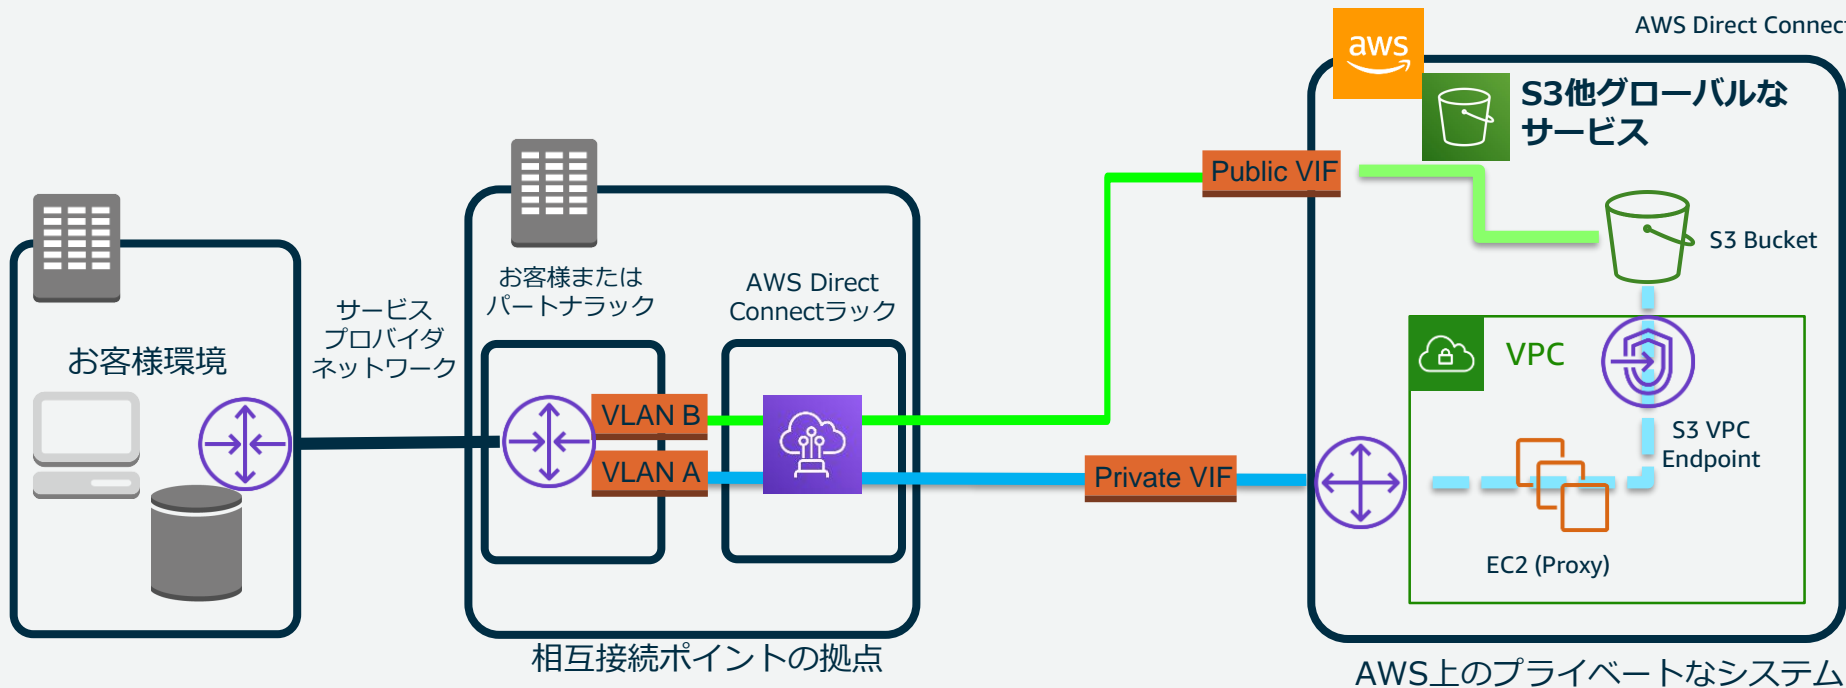 AWS Direct Connect
aws
S3他グローバルな
サービス
Public VIF
S3 Bucket
お客様または
パートナラック
AWS Direct
Connectラック
サービス
プロバイダ
ネットワーク
お客様環境
VPC
VLAN B
VLAN A
Private VIF
S3 VPC
Endpoint
EC2 (Proxy)
相互接続ポイントの拠点
AWS上のプライベートなシステム